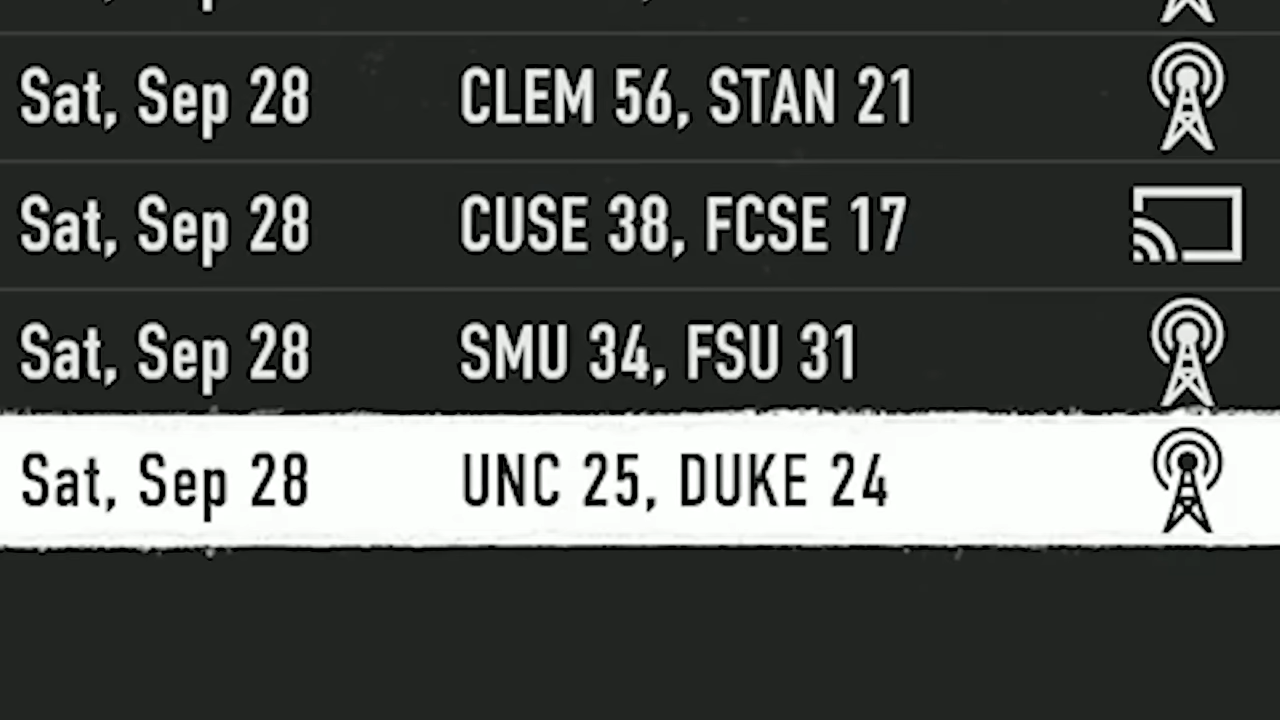 Sat, Sep 28 CLEM 56, STAN 21
Sat, Sep 28 CUSE 38, FCSE 17
Sat, Sep 28 SMU 34, FSU 31
Sat, Sep 28 UNC 25, DUKE 24